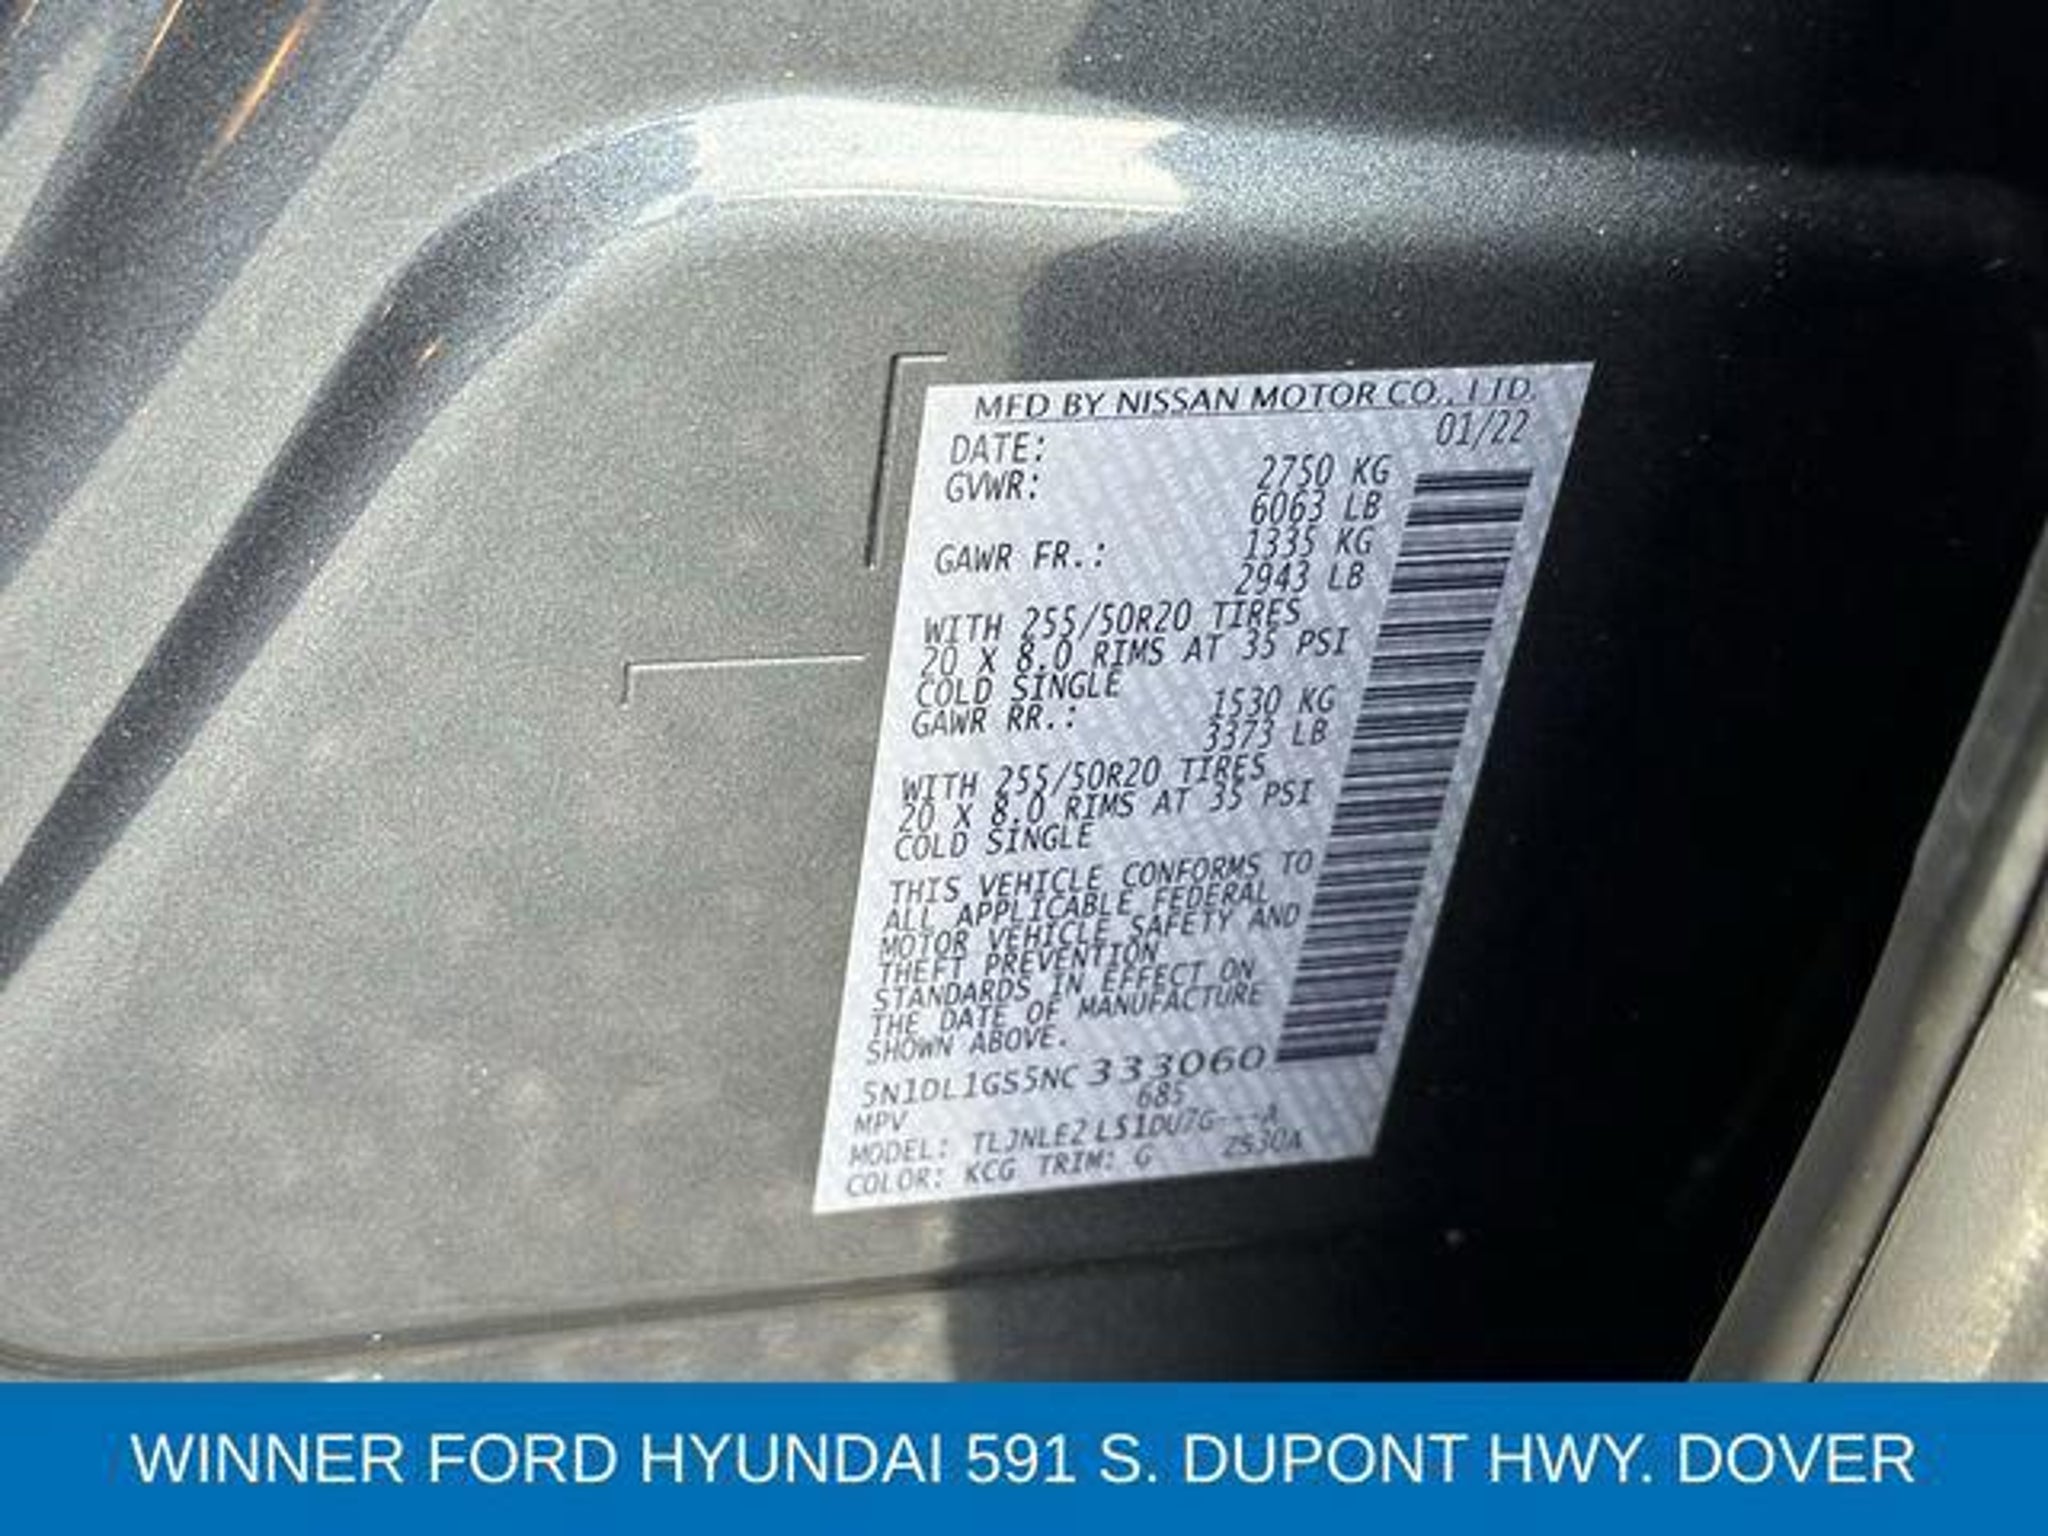 MFD BY NISSAN MOTOR CO., LTD.
DATE: 01/22
GVWR: 2750 KG
6063 LB
GAWR FR.: 1335 KG
2943 LB
WITH 255/50R20 TIRES
20 X 8.0 RIMS AT 35 PSI
COLD SINGLE
GAWR RR.: 1530 KG
3373 LB
WITH 255/50R20 TIRES
20 X 8.0 RIMS AT 35 PSI
COLD SINGLE
THIS VEHICLE CONFORMS TO
ALL APPLICABLE FEDERAL
MOTOR VEHICLE SAFETY AND
THEFT PREVENTION
STANDARDS IN EFFECT ON
THE DATE OF MANUFACTURE
SHOWN ABOVE.
5N1DL1GS5NC333060
685
MPV
MODEL:
COLOR: KCG TRIM: G
WINNER FORD HYUNDAI 591 S. DUPONT HWY. DOVER